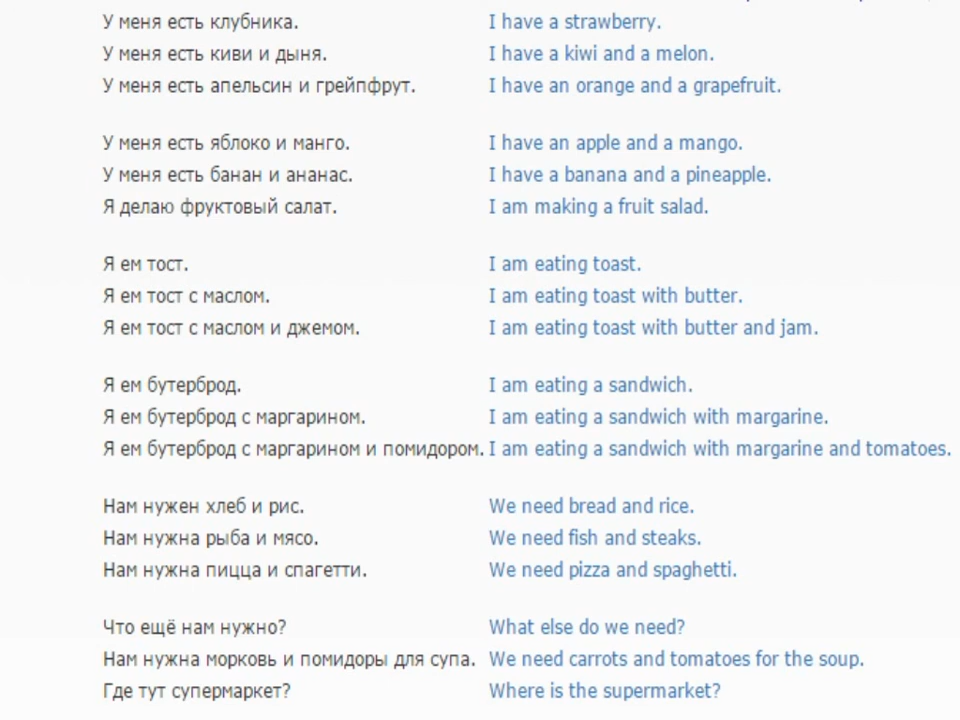 У меня есть клубника. I have a strawberry.
У меня есть киви и дыня. I have a kiwi and a melon.
У меня есть апельсин и грейпфрут. I have an orange and a grapefruit.
У меня есть яблоко и манго. I have an apple and a mango.
У меня есть банан и ананас. I have a banana and a pineapple.
Я делаю фруктовый салат. I am making a fruit salad.
Я ем тост. I am eating toast.
Я ем тост с маслом. I am eating toast with butter.
Я ем тост с маслом и джемом. I am eating toast with butter and jam.
Я ем бутерброд. I am eating a sandwich.
Я ем бутерброд с маргарином. I am eating a sandwich with margarine.
Я ем бутерброд с маргарином и помидором. I am eating a sandwich with margarine and tomatoes.
Нам нужен хлеб и рис. We need bread and rice.
Нам нужна рыба и мясо. We need fish and steaks.
Нам нужна пицца и спагетти. We need pizza and spaghetti.
Что ещё нам нужно? What else do we need?
Нам нужна морковь и помидоры для супа. We need carrots and tomatoes for the soup.
Где тут супермаркет? Where is the supermarket?